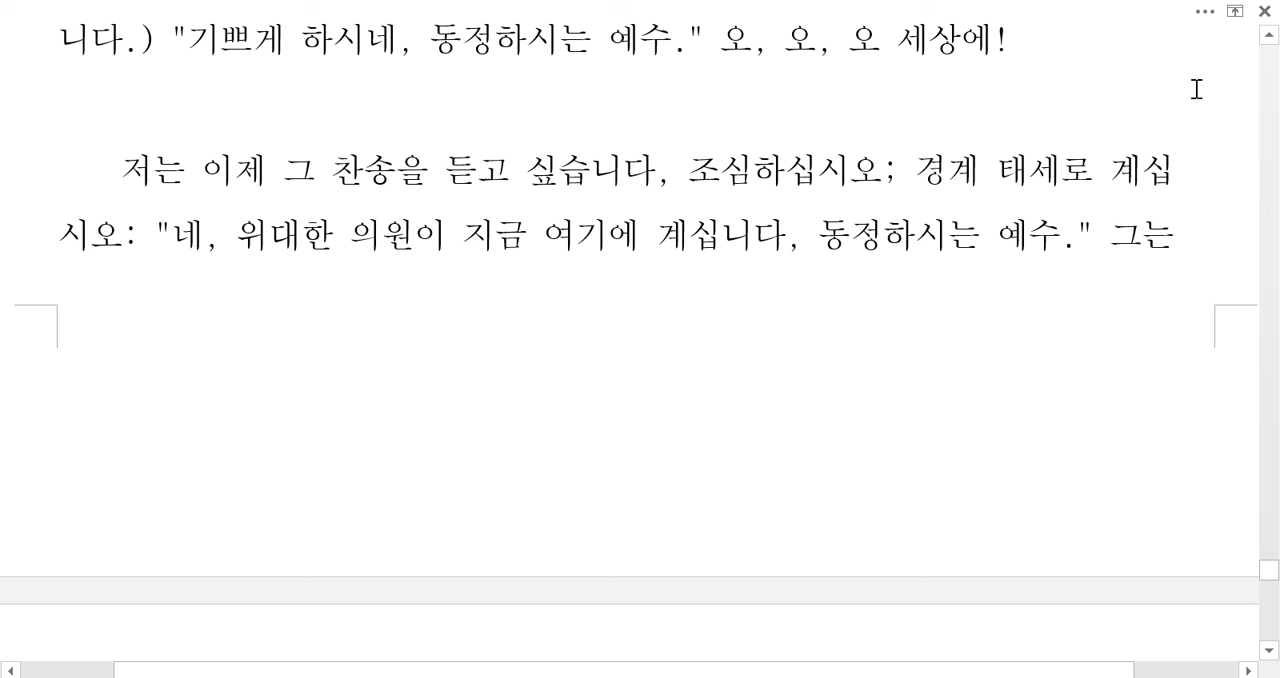 니다.) "기쁘게 하시네, 동정하시는 예수." 오, 오, 오 세상에!
저는 이제 그 찬송을 듣고 싶습니다, 조심하십시오; 경계 태세로 계십
시오: "네, 위대한 의원이 지금 여기에 계십니다, 동정하시는 예수." 그는